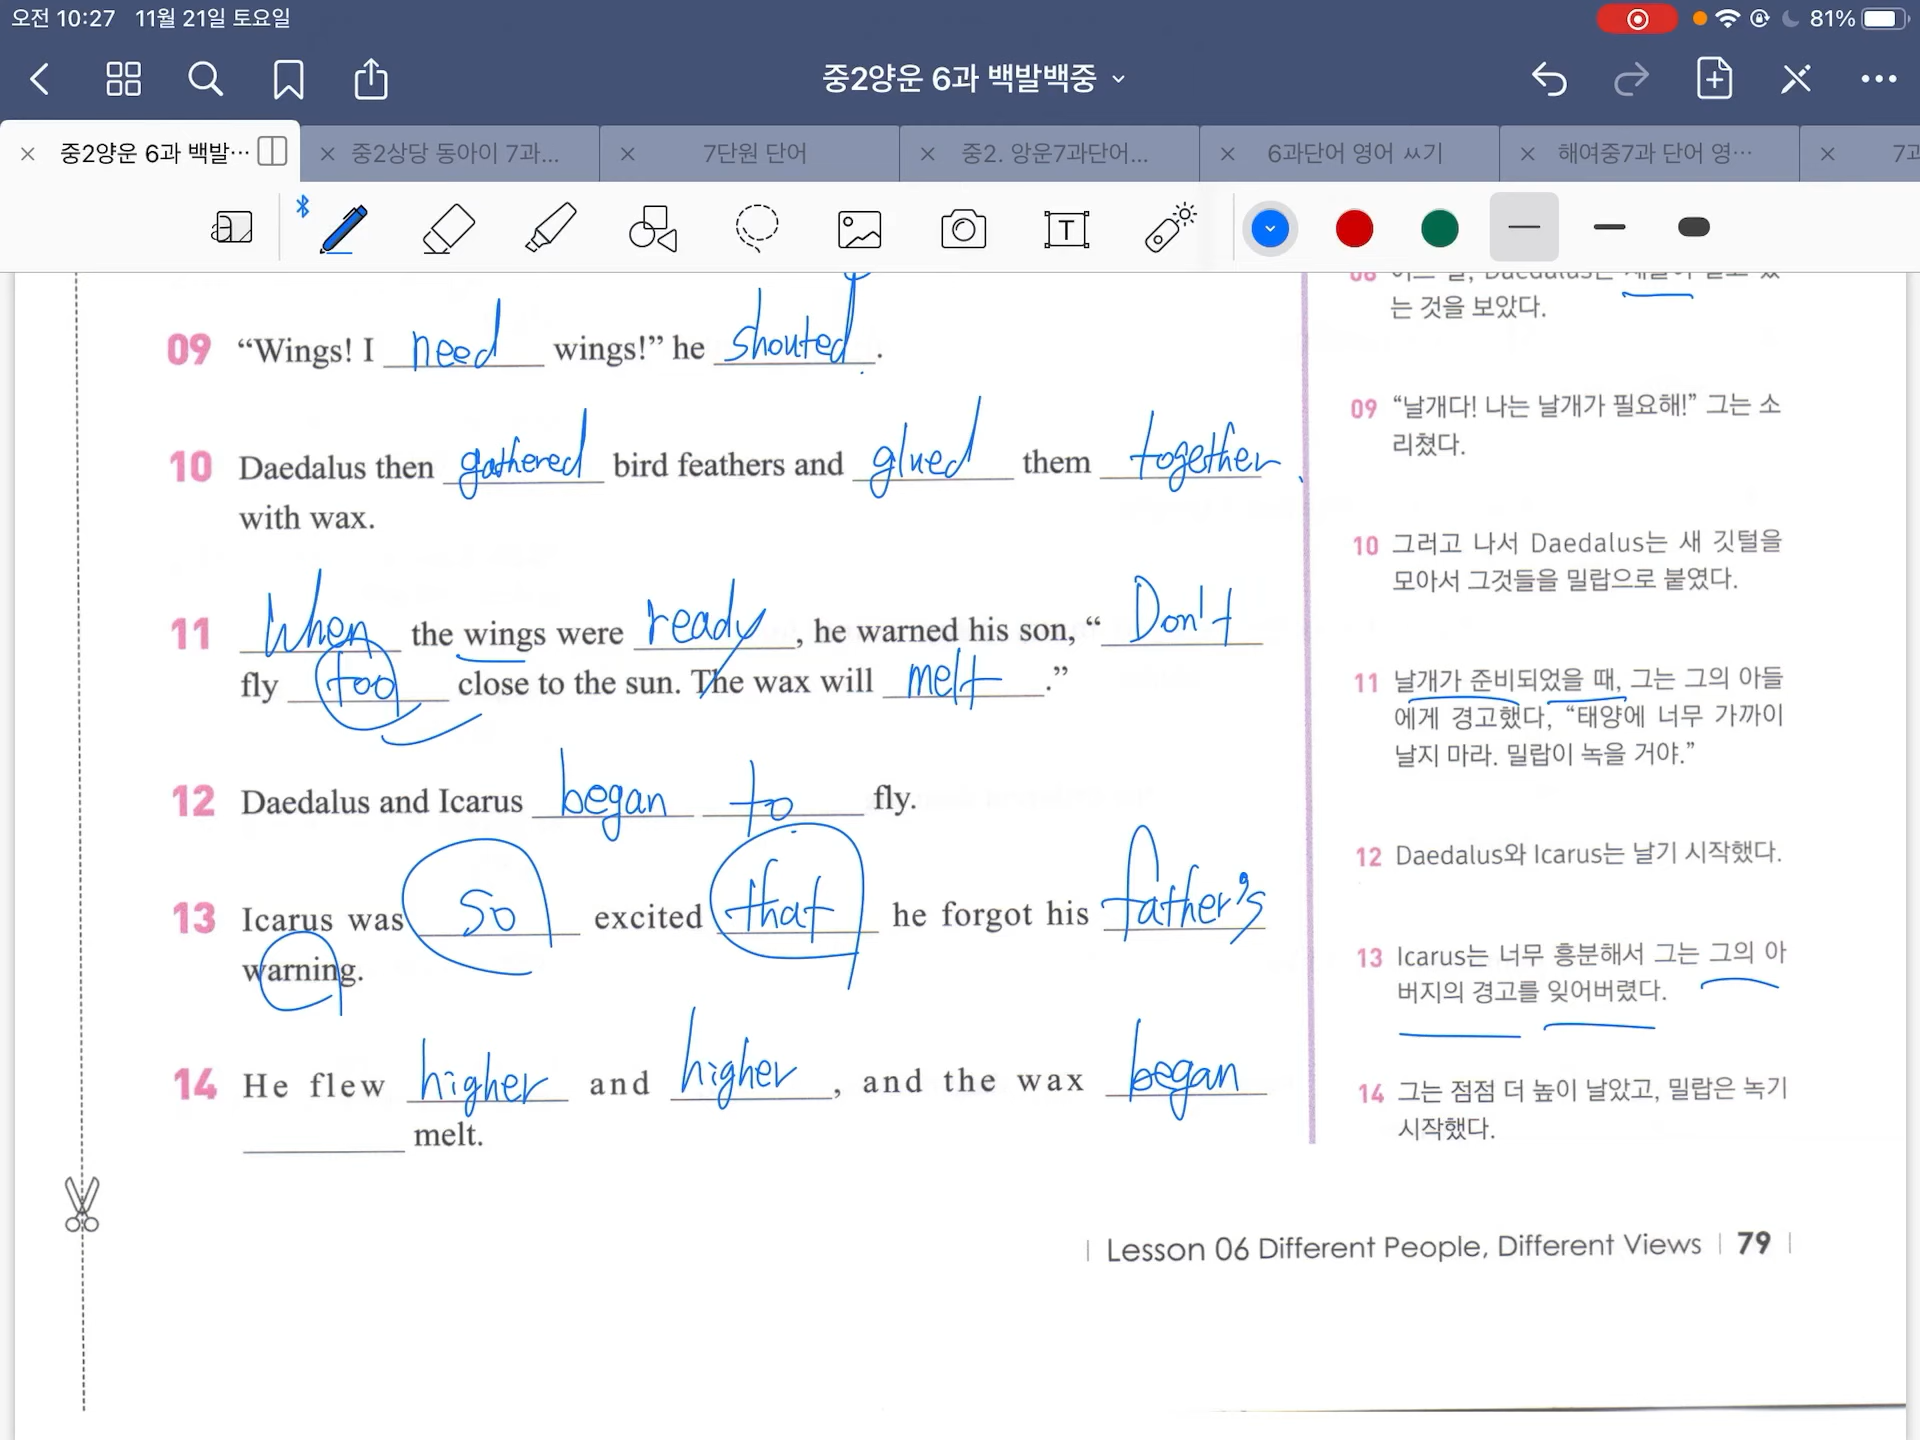 오전 10:27 11월 21일 토요일
81%
중2양운 6과 백발백중
중2양운 6과 백발…
중2상당 동아이 7과...
7단원 단어
중2. 앙운7과단어...
6과단어 영어 ㅆ기
해여중7과 단어 영…
7과
09 “Wings! I need wings!” he shouted.
10 Daedalus then gathered bird feathers and glued them together
with wax.
11 When the wings were ready, he warned his son, “Don't
fly too close to the sun. The wax will melt.”
12 Daedalus and Icarus began to fly.
13 Icarus was so excited that he forgot his father's
warning.
14 He flew higher and higher, and the wax began
melt.
는 것을 보았다.
09 “날개다! 나는 날개가 필요해!” 그는 소
리쳤다.
10 그러고 나서 Daedalus는 새 깃털을
모아서 그것들을 밀랍으로 붙였다.
11 날개가 준비되었을 때, 그는 그의 아들
에게 경고했다, “태양에 너무 가까이
날지 마라. 밀랍이 녹을 거야.”
12 Daedalus와 Icarus는 날기 시작했다.
13 Icarus는 너무 흥분해서 그는 그의 아
버지의 경고를 잊어버렸다.
14 그는 점점 더 높이 날았고, 밀랍은 녹기
시작했다.
Lesson 06 Different People, Different Views 79